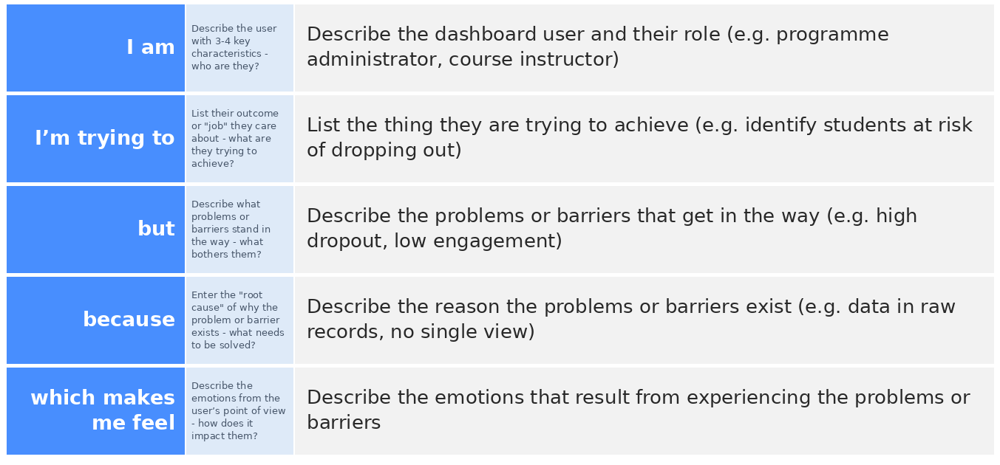 I am
Describe the user
with 3-4 key
characteristics -
who are they?
Describe the dashboard user and their role (e.g. programme
administrator, course instructor)
I’m trying to
List their outcome
or "job" they care
about - what are
they trying to
achieve?
List the thing they are trying to achieve (e.g. identify students at risk
of dropping out)
but
Describe what
problems or
barriers stand in
the way - what
bothers them?
Describe the problems or barriers that get in the way (e.g. high
dropout, low engagement)
because
Enter the "root
cause" of why the
problem or barrier
exists - what needs
to be solved?
Describe the reason the problems or barriers exist (e.g. data in raw
records, no single view)
which makes
me feel
Describe the
emotions from the
user’s point of view
- how does it
impact them?
Describe the emotions that result from experiencing the problems or
barriers